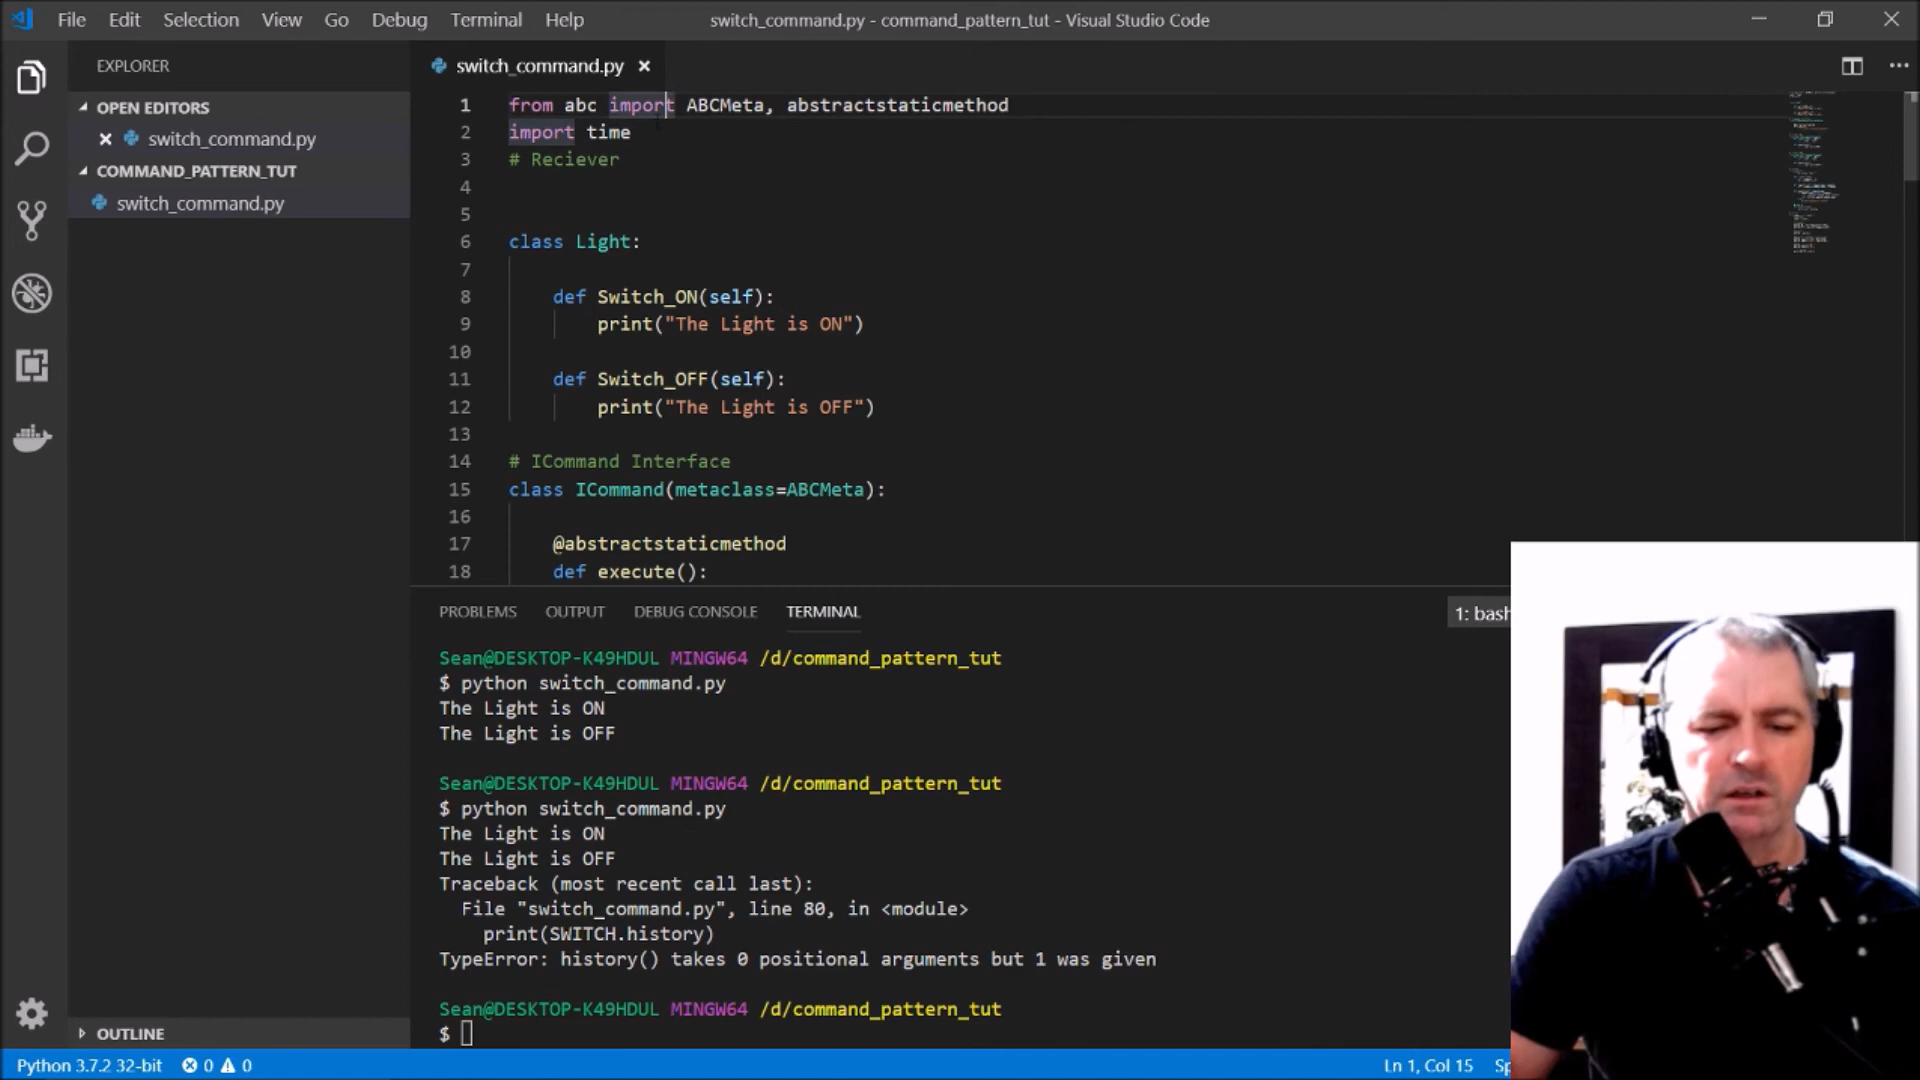 File Edit Selection View Go Debug Terminal Help
switch_command.py - command_pattern_tut - Visual Studio Code
EXPLORER
OPEN EDITORS
switch_command.py
COMMAND_PATTERN_TUT
switch_command.py
OUTLINE
switch_command.py
1 from abc import ABCMeta, abstractstaticmethod
2 import time
3 # Reciever
4
5
6 class Light:
7
8 def Switch_ON(self):
9 print("The Light is ON")
10
11 def Switch_OFF(self):
12 print("The Light is OFF")
13
14 # ICommand Interface
15 class ICommand(metaclass=ABCMeta):
16
17 @abstractstaticmethod
18 def execute():
PROBLEMS OUTPUT DEBUG CONSOLE TERMINAL
1: bash
Sean@DESKTOP-K49HDUL MINGW64 /d/command_pattern_tut
$ python switch_command.py
The Light is ON
The Light is OFF
Sean@DESKTOP-K49HDUL MINGW64 /d/command_pattern_tut
$ python switch_command.py
The Light is ON
The Light is OFF
Traceback (most recent call last):
File "switch_command.py", line 80, in <module>
print(SWITCH.history)
TypeError: history() takes 0 positional arguments but 1 was given
Sean@DESKTOP-K49HDUL MINGW64 /d/command_pattern_tut
$
Python 3.7.2 32-bit 0 0
Ln 1, Col 15 Sp